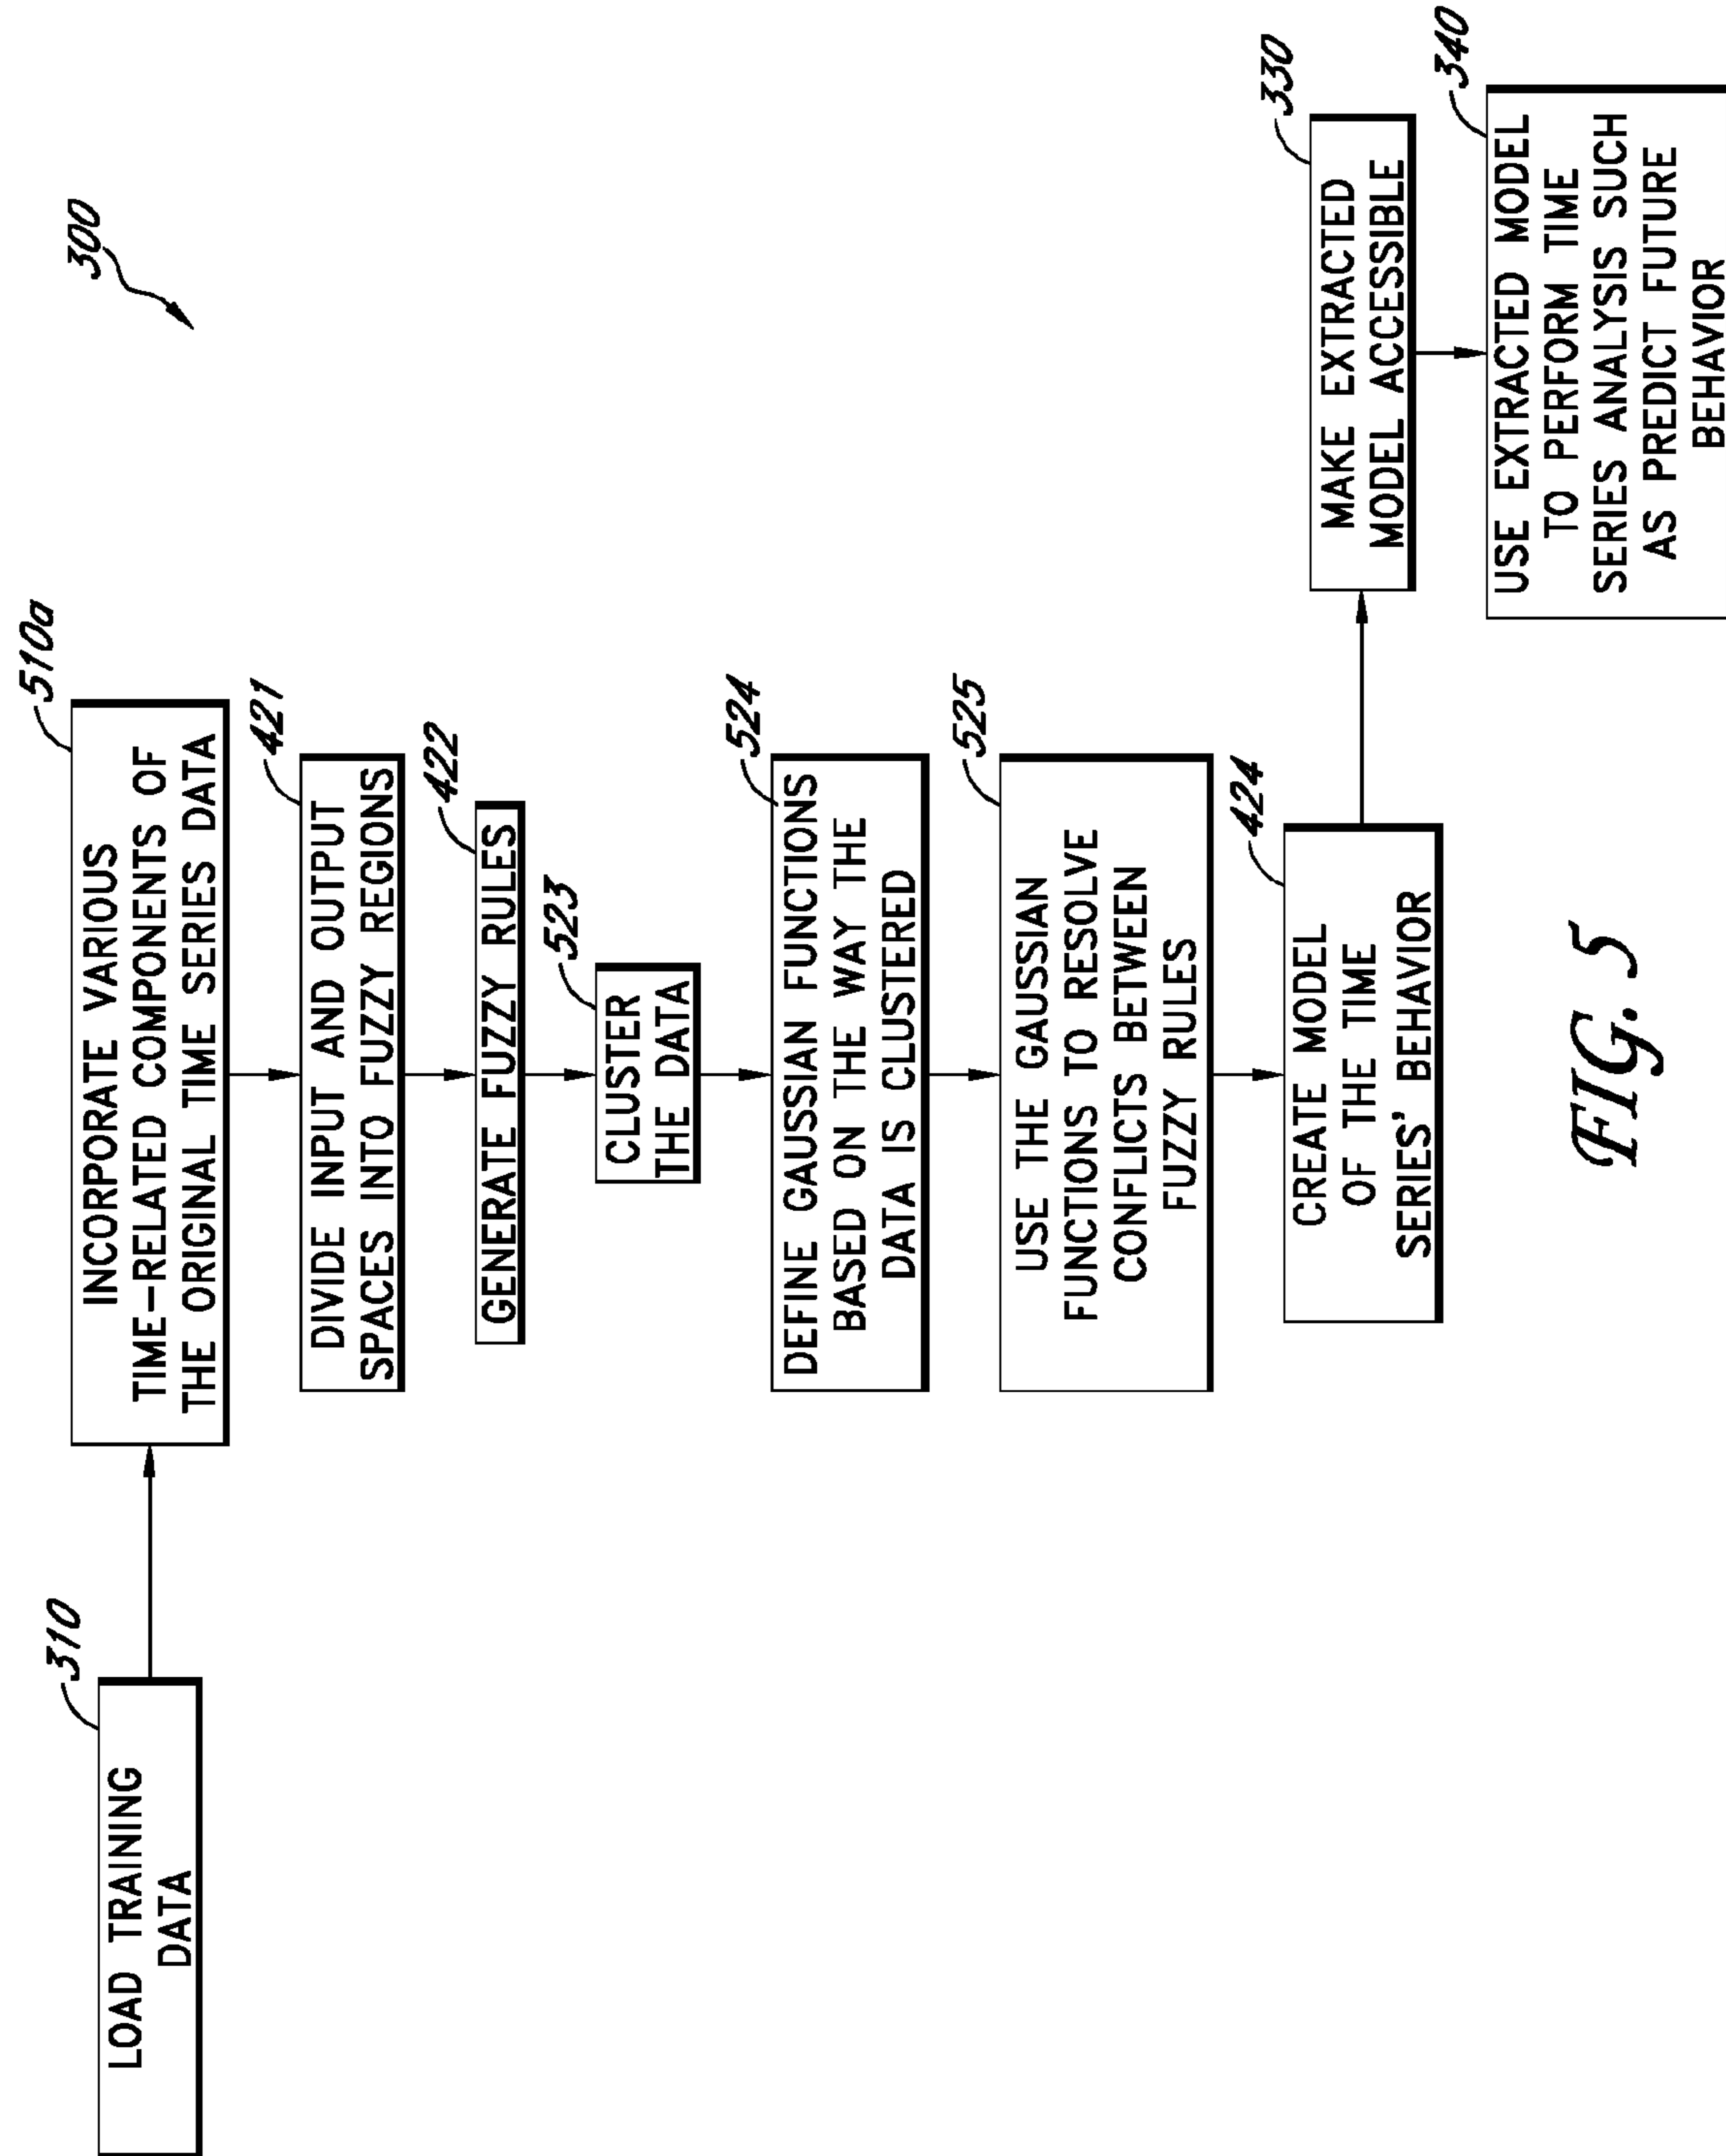 300
310
LOAD TRAINING
DATA
510a
INCORPORATE VARIOUS
TIME-RELATED COMPONENTS OF
THE ORIGINAL TIME SERIES DATA
421
DIVIDE INPUT AND OUTPUT
SPACES INTO FUZZY REGIONS
422
GENERATE FUZZY RULES
523
CLUSTER
THE DATA
524
DEFINE GAUSSIAN FUNCTIONS
BASED ON THE WAY THE
DATA IS CLUSTERED
525
USE THE GAUSSIAN
FUNCTIONS TO RESOLVE
CONFLICTS BETWEEN
FUZZY RULES
424
CREATE MODEL
OF THE TIME
SERIES' BEHAVIOR
330
MAKE EXTRACTED
MODEL ACCESSIBLE
340
USE EXTRACTED MODEL
TO PERFORM TIME
SERIES ANALYSIS SUCH
AS PREDICT FUTURE
BEHAVIOR
FIG. 5